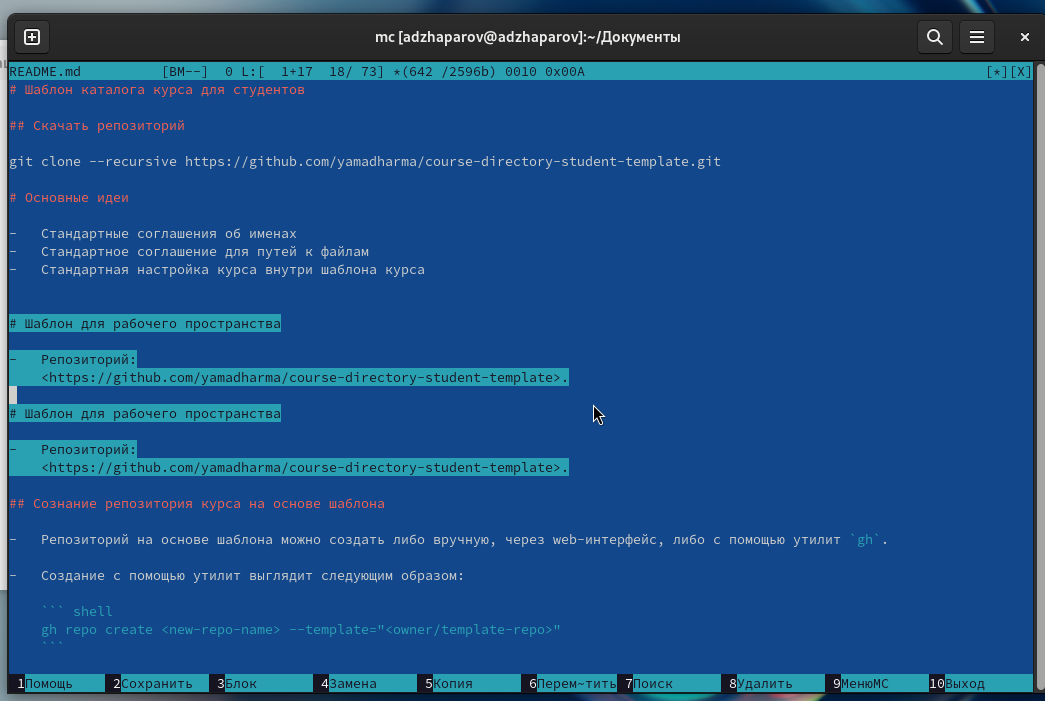 mc [adzhaparov@adzhaparov]:~/Документы
README.md [BM--] 0 L:[ 1+17 18/ 73] *(642 /2596b) 0010 0x00A [*][X]
# Шаблон каталога курса для студентов
## Скачать репозиторий
git clone --recursive https://github.com/yamadharma/course-directory-student-template.git
# Основные идеи
- Стандартные соглашения об именах
- Стандартное соглашение для путей к файлам
- Стандартная настройка курса внутри шаблона курса
# Шаблон для рабочего пространства
- Репозиторий:
<https://github.com/yamadharma/course-directory-student-template>.
# Шаблон для рабочего пространства
- Репозиторий:
<https://github.com/yamadharma/course-directory-student-template>.
## Сознание репозитория курса на основе шаблона
- Репозиторий на основе шаблона можно создать либо вручную, через web-интерфейс, либо с помощью утилит `gh`.
- Создание с помощью утилит выглядит следующим образом:
``` shell
gh repo create <new-repo-name> --template="<owner/template-repo>"
```
1Помощь 2Сохранить 3Блок 4Замена 5Копия 6Перем~тить 7Поиск 8Удалить 9МенюMC 10Выход